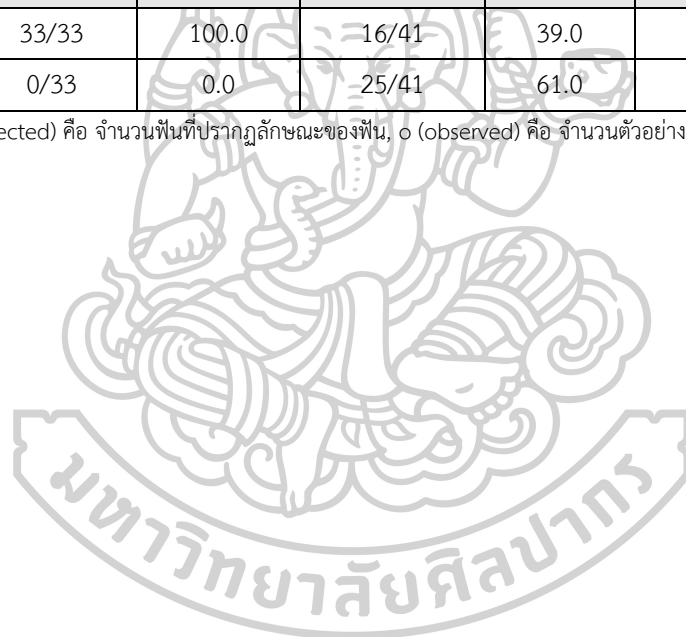 33/33 100.0 16/41 39.0
0/33 0.0 25/41 61.0
ected) คือ จำนวนฟันที่ปรากฏลักษณะของฟัน, o (observed) คือ จำนวนตัวอย่าง
มหาวิทยาลัยศิลปากร